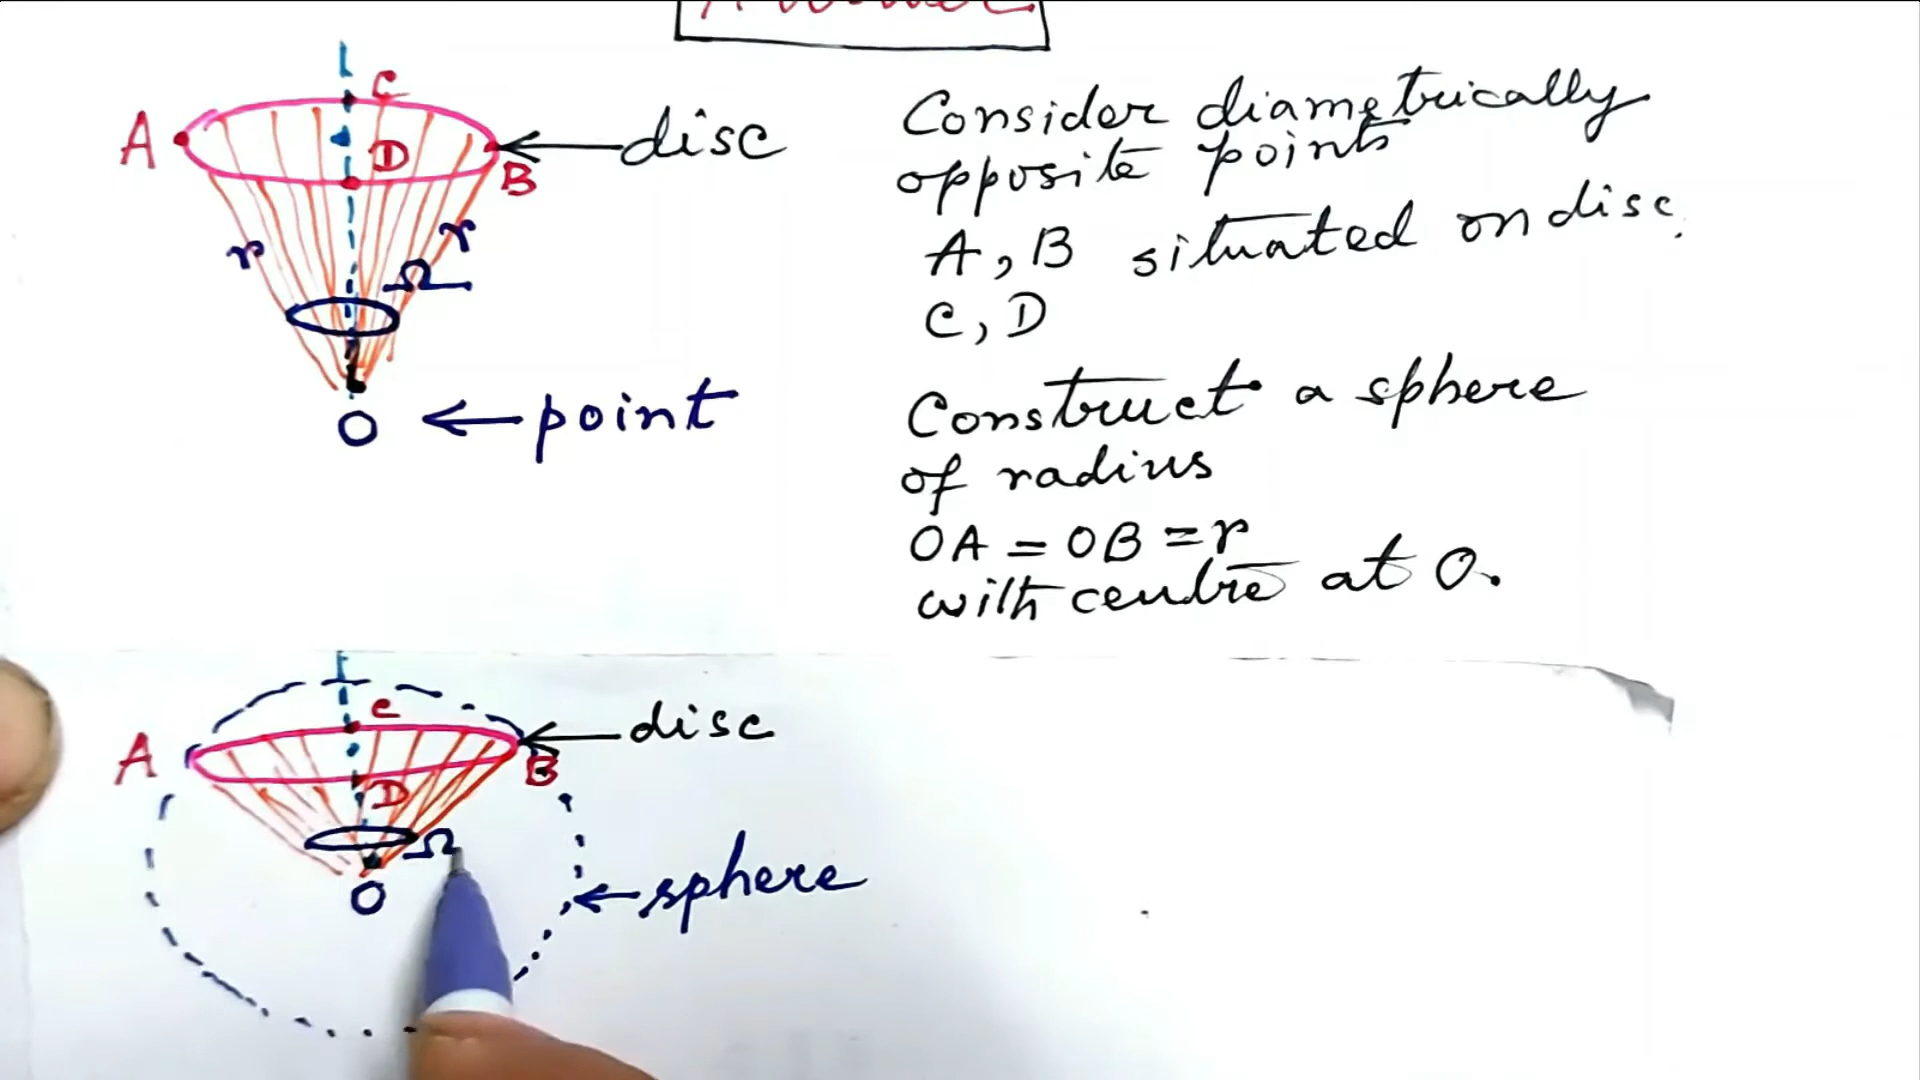 C
A
D
disc
B
r
r
Ω
O ← point
Consider diametrically
opposite points
A, B situated on disc.
C, D
Construct a sphere
of radius
OA = OB = r
with centre at O.
C
disc
A
B
D
Ω
O
sphere